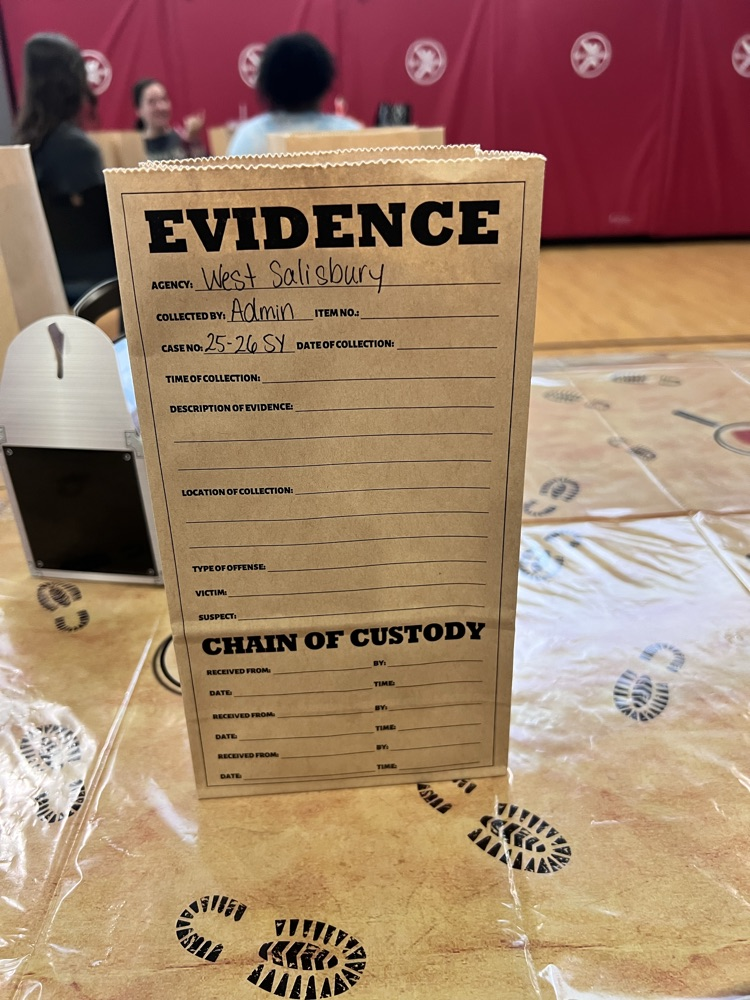 EVIDENCE
AGENCY: West Salisbury
COLLECTED BY: Admin ITEM NO.:
CASE NO: 25-26 SY DATE OF COLLECTION:
TIME OF COLLECTION:
DESCRIPTION OF EVIDENCE:
LOCATION OF COLLECTION:
TYPE OF OFFENSE:
VICTIM:
SUSPECT:
CHAIN OF CUSTODY
RECEIVED FROM: BY:
DATE: TIME:
RECEIVED FROM: BY:
DATE: TIME:
RECEIVED FROM: BY:
DATE: TIME: